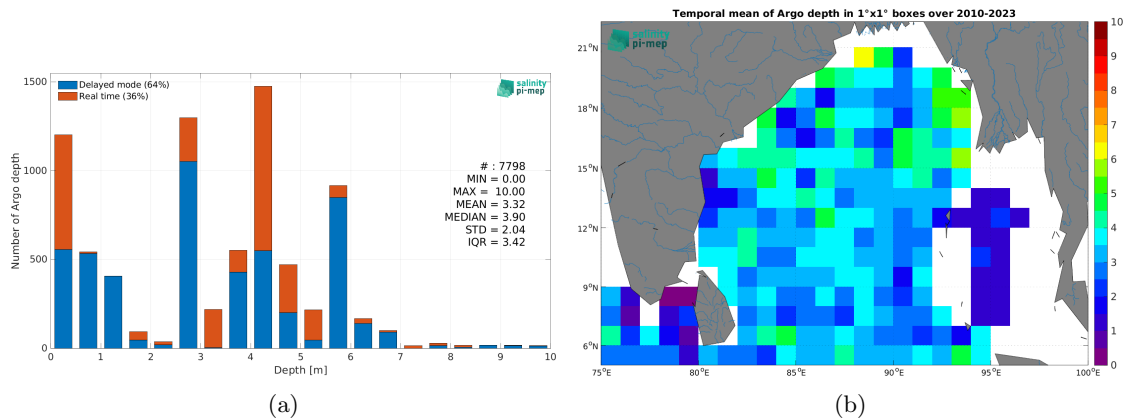 1500
1000
500
0
Number of Argo depth
Delayed mode (64%)
Real time (36%)
salinity
pi-mep
# : 7798
MIN = 0.00
MAX = 10.00
MEAN = 3.32
MEDIAN = 3.90
STD = 2.04
IQR = 3.42
0 1 2 3 4 5 6 7 8 9 10
Depth [m]
(a)
Temporal mean of Argo depth in 1°x1° boxes over 2010-2023
salinity
pi-mep
21°N
18°N
15°N
12°N
9°N
6°N
75°E 80°E 85°E 90°E 95°E 100°E
10
9
8
7
6
5
4
3
2
1
0
(b)